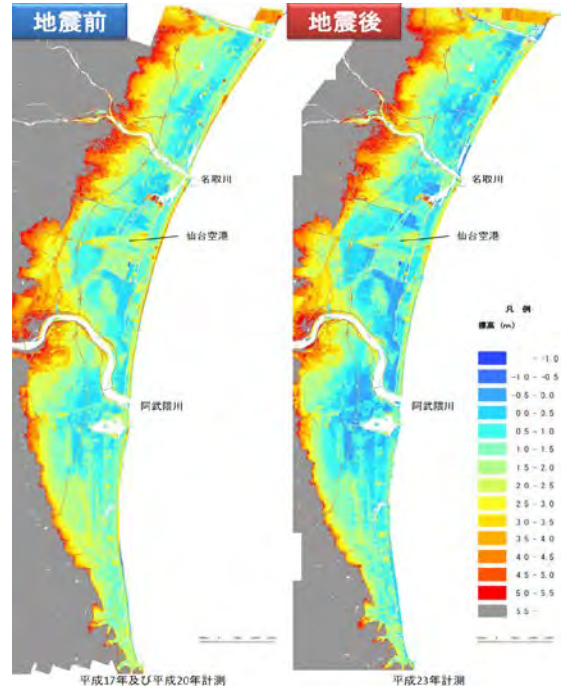 地震前
地震後
名取川
仙台空港
阿武隈川
名取川
仙台空港
阿武隈川
凡 例
標高 (m)
- -1.0
-1.0 - -0.5
-0.5 - 0.0
0.0 - 0.5
0.5 - 1.0
1.0 - 1.5
1.5 - 2.0
2.0 - 2.5
2.5 - 3.0
3.0 - 3.5
3.5 - 4.0
4.0 - 4.5
4.5 - 5.0
5.0 - 5.5
5.5 -
平成17年及び平成20年計測
平成23年計測